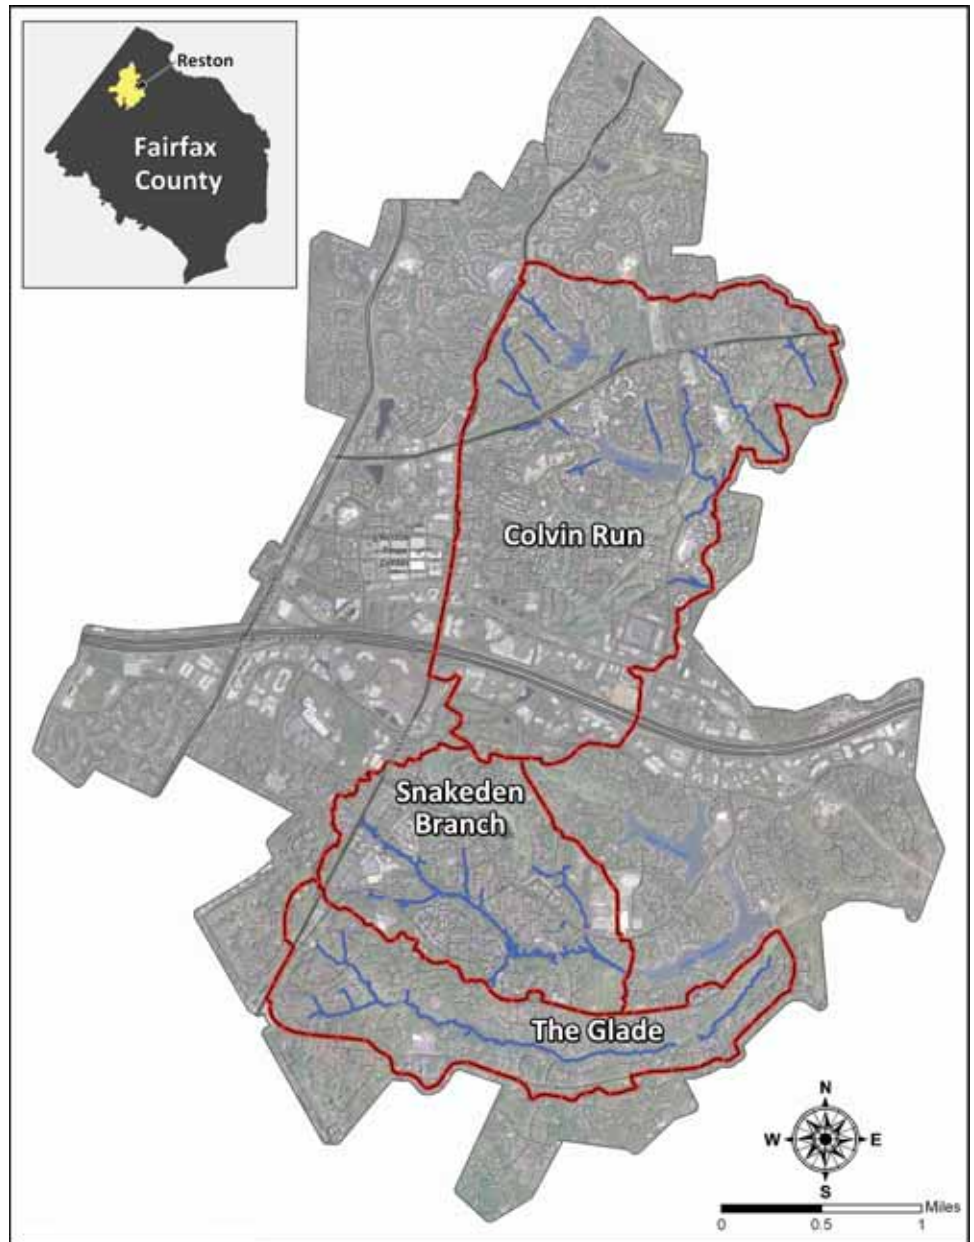 Reston
Fairfax
County
Colvin Run
Snakeden
Branch
The Glade
N
W
E
S
Miles
0
0.5
1